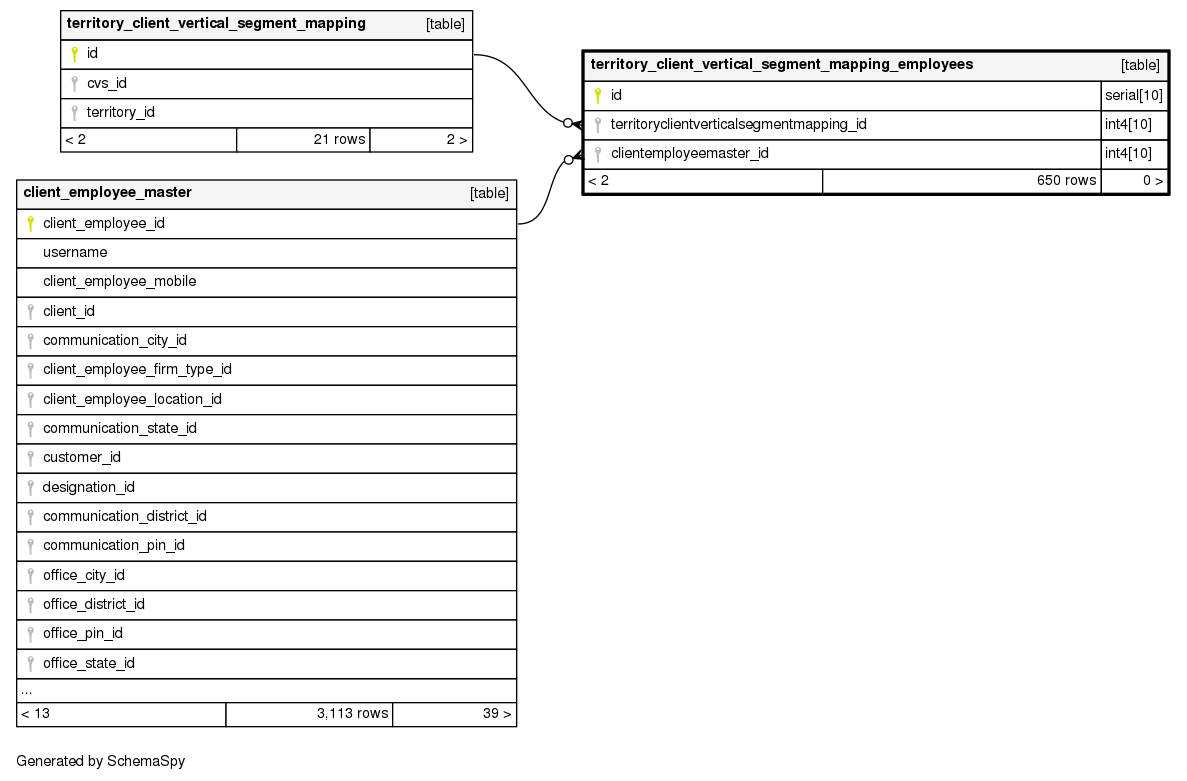 territory_client_vertical_segment_mapping [table]
id
cvs_id
territory_id
< 2 21 rows 2 >
territory_client_vertical_segment_mapping_employees [table]
id serial[10]
territoryclientverticalsegmentmapping_id int4[10]
clientemployeemaster_id int4[10]
< 2 650 rows 0 >
client_employee_master [table]
client_employee_id
username
client_employee_mobile
client_id
communication_city_id
client_employee_firm_type_id
client_employee_location_id
communication_state_id
customer_id
designation_id
communication_district_id
communication_pin_id
office_city_id
office_district_id
office_pin_id
office_state_id
...
< 13 3,113 rows 39 >
Generated by SchemaSpy